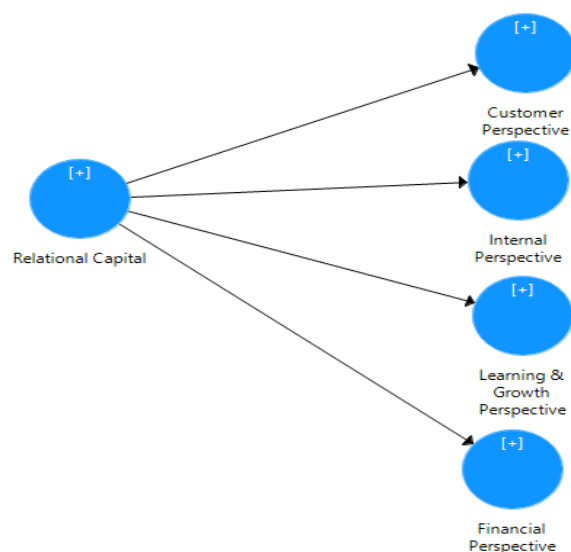 [+]
Customer
Perspective
[+]
Relational Capital
[+]
Internal
Perspective
[+]
Learning &
Growth
Perspective
[+]
Financial
Perspective